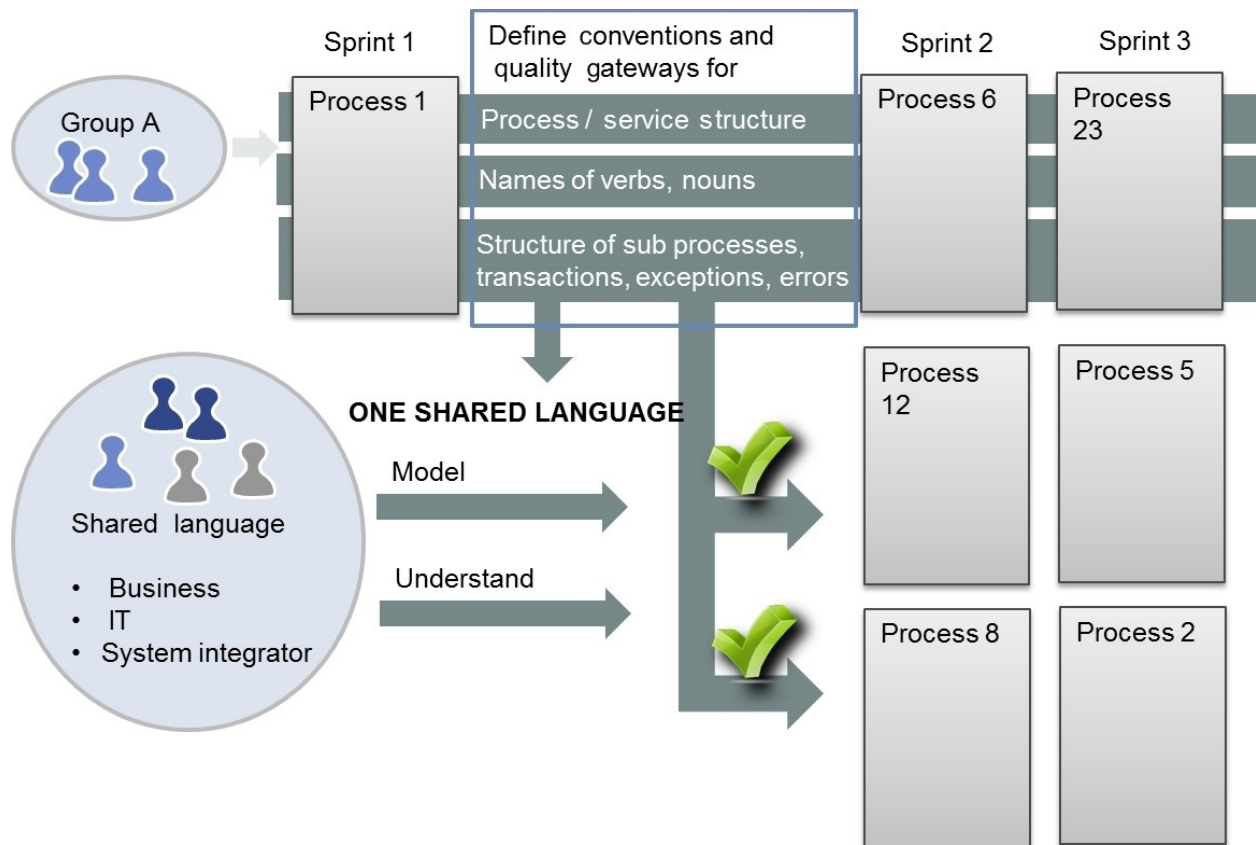 Sprint 1
Define conventions and
quality gateways for
Sprint 2
Sprint 3
Group A
Process 1
Process / service structure
Names of verbs, nouns
Structure of sub processes,
transactions, exceptions, errors
Process 6
Process
23
ONE SHARED LANGUAGE
Model
Understand
Shared language
• Business
• IT
• System integrator
Process
12
Process 5
Process 8
Process 2